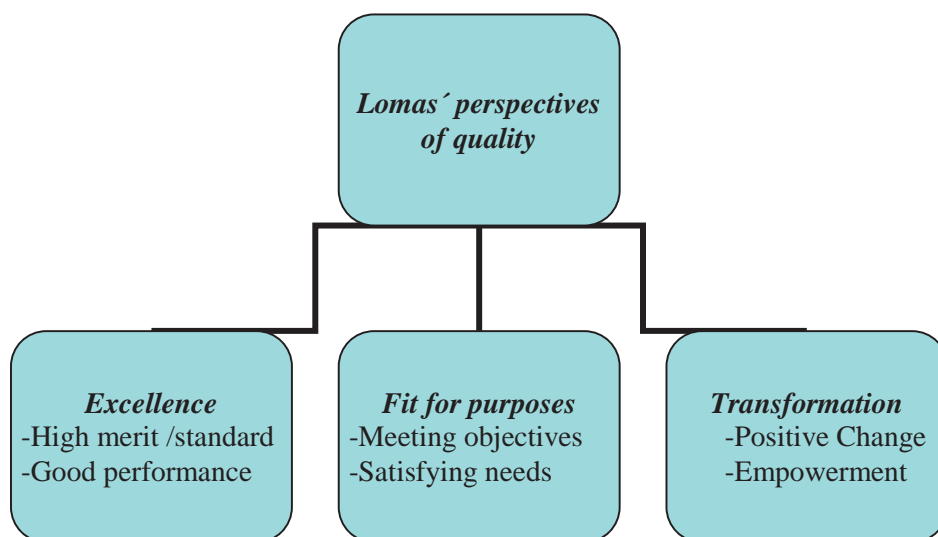 Lomas´ perspectives
of quality
Excellence
-High merit /standard
-Good performance
Fit for purposes
-Meeting objectives
-Satisfying needs
Transformation
-Positive Change
-Empowerment